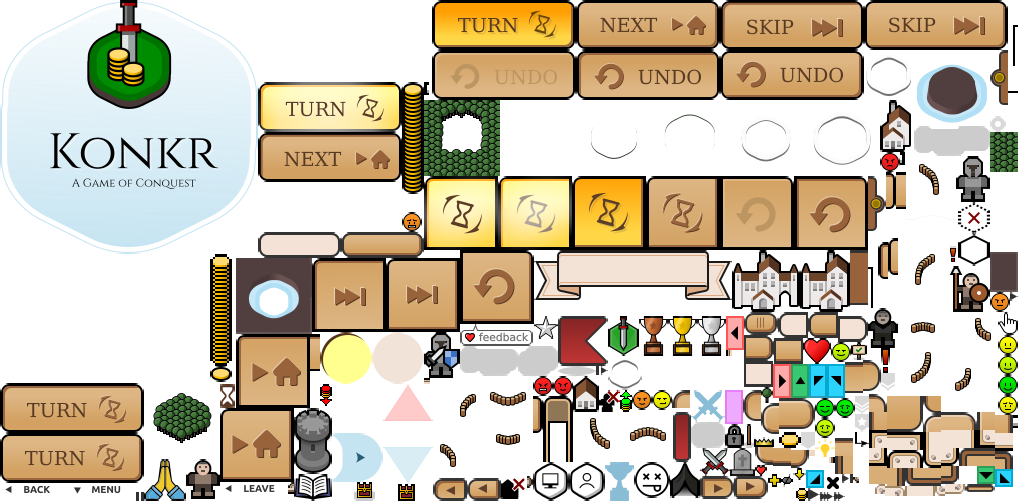 TURN
NEXT
SKIP
SKIP
UNDO
UNDO
UNDO
TURN
NEXT
KONKR
A GAME OF CONQUEST
feedback
TURN
TURN
BACK
MENU
LEAVE